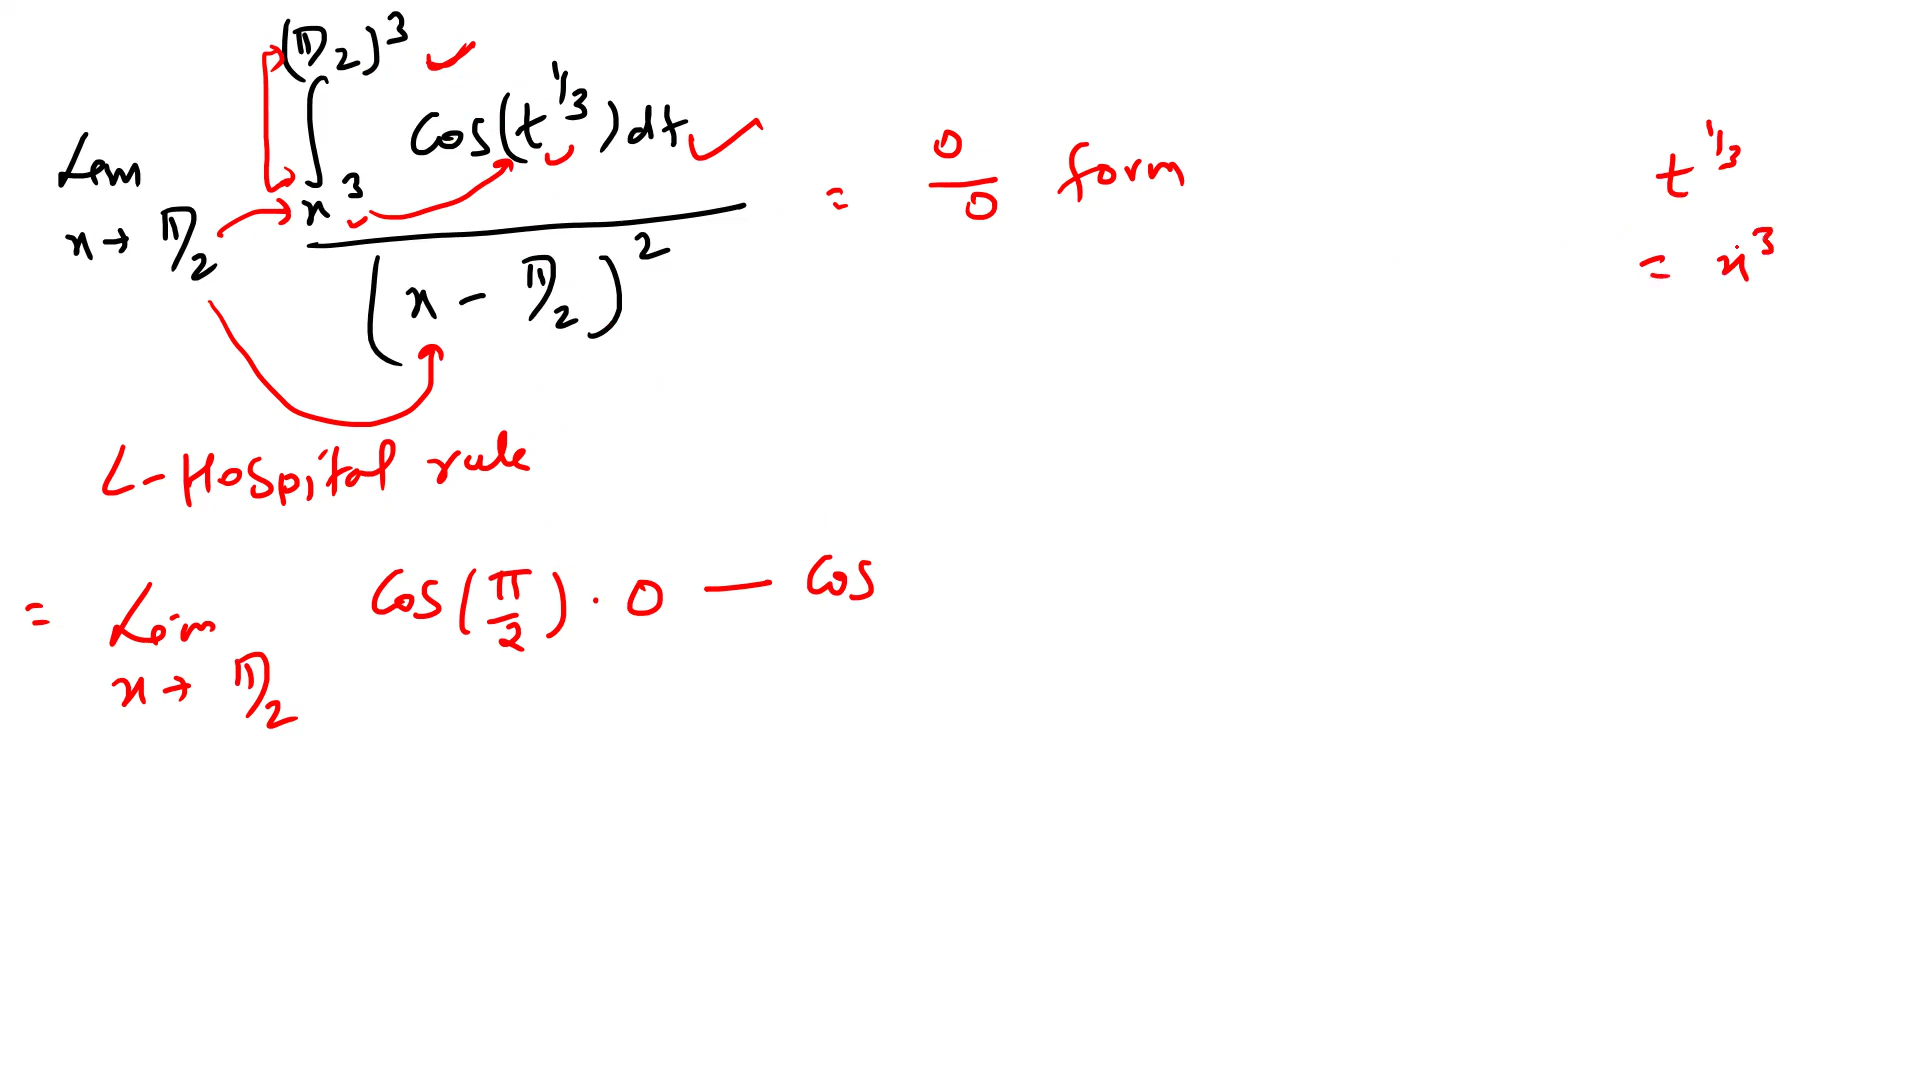 Lim x→ π/2 ∫_{x³}^{(π/2)³} cos(t^{1/3}) dt / (x - π/2)² = 0/0 form
t^{1/3}
= x³
L-Hospital rule
= Lim x→ π/2 cos(π/2) · 0 — cos